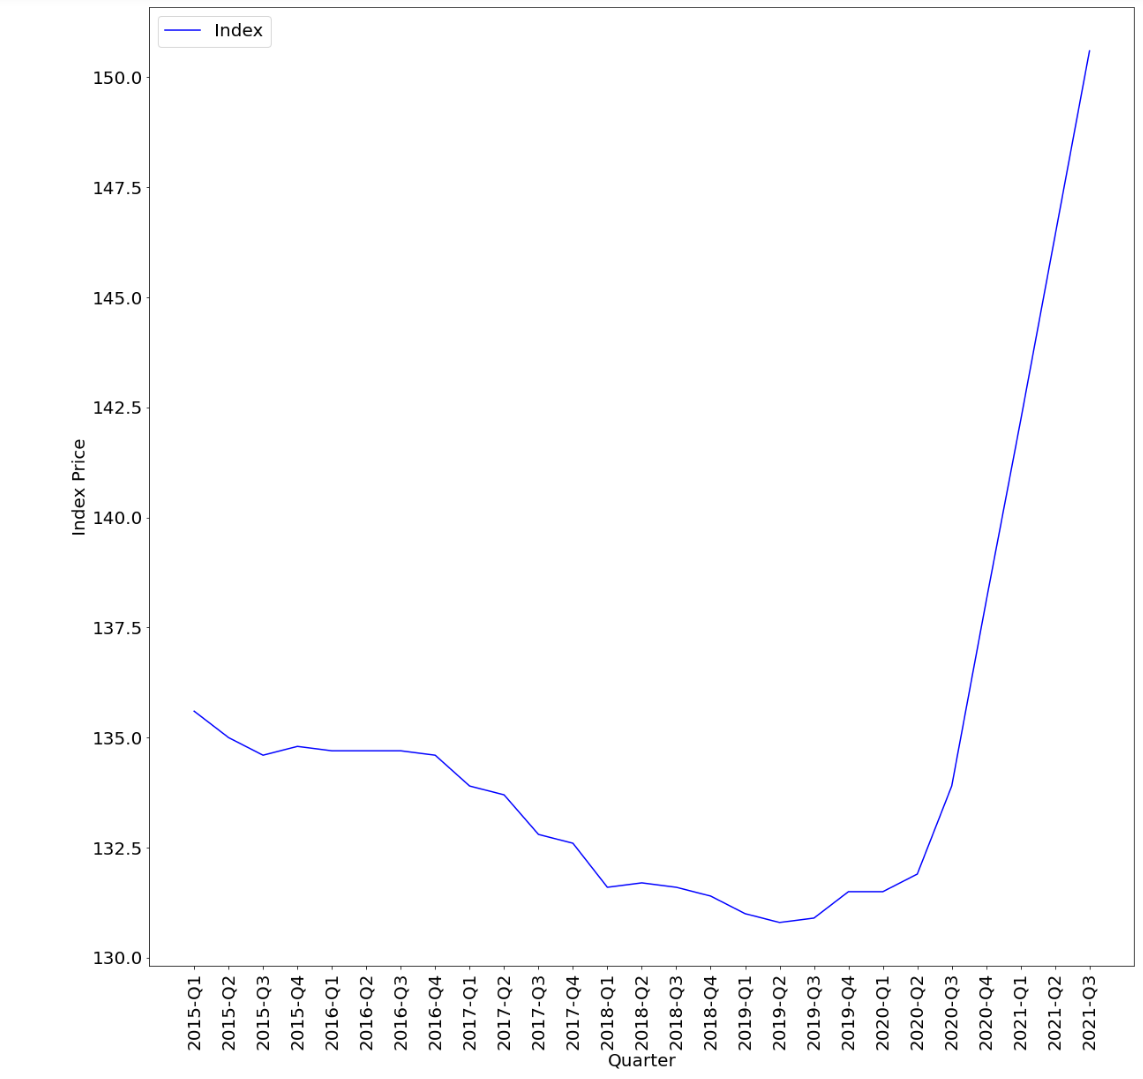 Index
150.0
147.5
145.0
142.5
140.0
137.5
135.0
132.5
130.0
Index Price
2015-Q1
2015-Q2
2015-Q3
2015-Q4
2016-Q1
2016-Q2
2016-Q3
2016-Q4
2017-Q1
2017-Q2
2017-Q3
2017-Q4
2018-Q1
2018-Q2
2018-Q3
2018-Q4
2019-Q1
2019-Q2
2019-Q3
2019-Q4
2020-Q1
2020-Q2
2020-Q3
2020-Q4
2021-Q1
2021-Q2
2021-Q3
Quarter